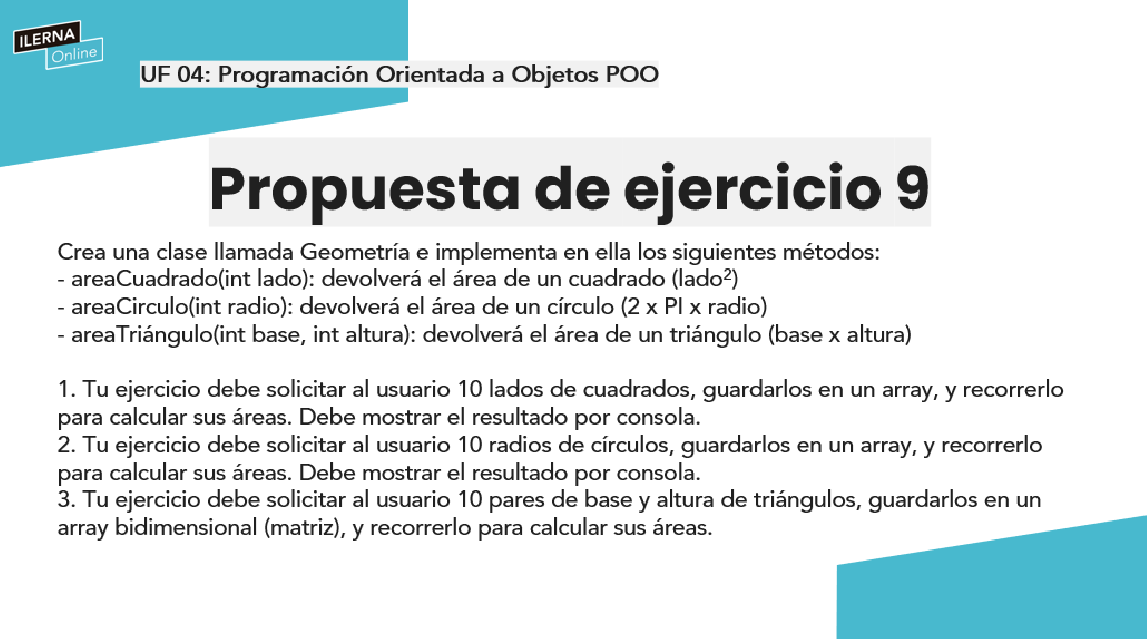 ILERNA
Online
UF 04: Programación Orientada a Objetos POO
Propuesta de ejercicio 9
Crea una clase llamada Geometría e implementa en ella los siguientes métodos:
- areaCuadrado(int lado): devolverá el área de un cuadrado (lado²)
- areaCirculo(int radio): devolverá el área de un círculo (2 x PI x radio)
- areaTriángulo(int base, int altura): devolverá el área de un triángulo (base x altura)
1. Tu ejercicio debe solicitar al usuario 10 lados de cuadrados, guardarlos en un array, y recorrerlo
para calcular sus áreas. Debe mostrar el resultado por consola.
2. Tu ejercicio debe solicitar al usuario 10 radios de círculos, guardarlos en un array, y recorrerlo
para calcular sus áreas. Debe mostrar el resultado por consola.
3. Tu ejercicio debe solicitar al usuario 10 pares de base y altura de triángulos, guardarlos en un
array bidimensional (matriz), y recorrerlo para calcular sus áreas.